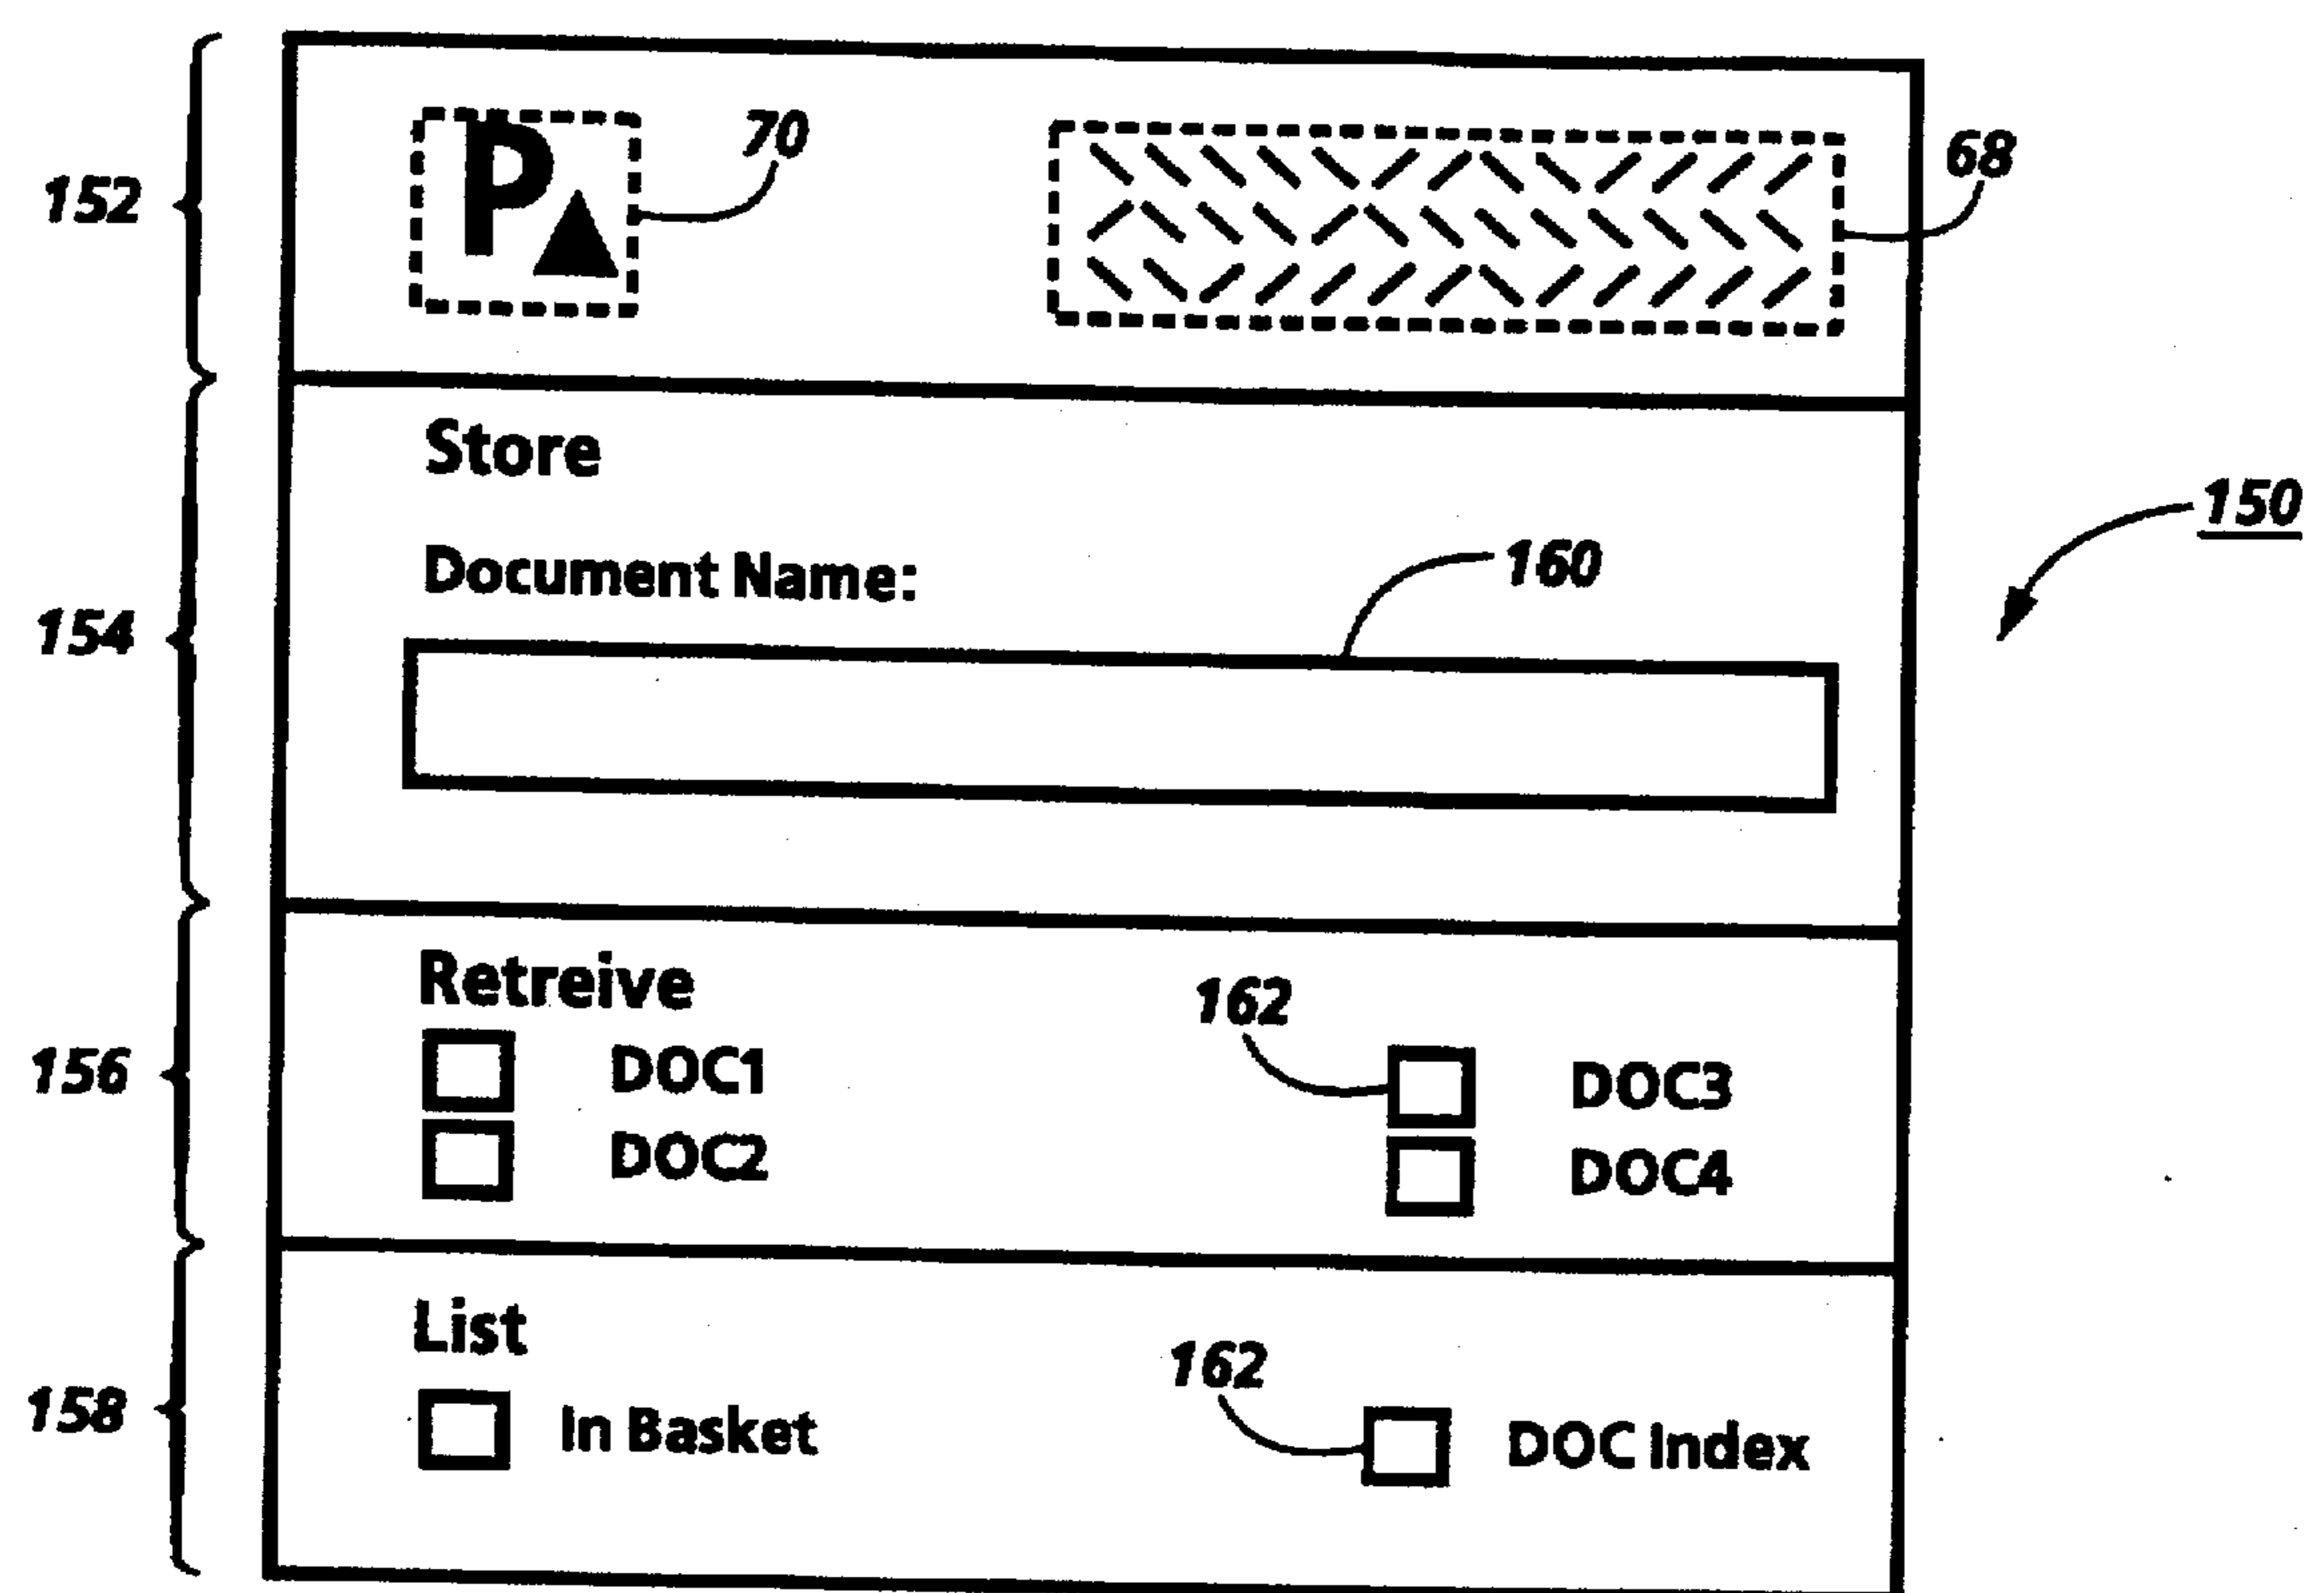 P
70
68
152
Store
150
Document Name:
160
154
Retreive
162
DOC1
DOC3
156
DOC2
DOC4
List
162
In Basket
DOC Index
158